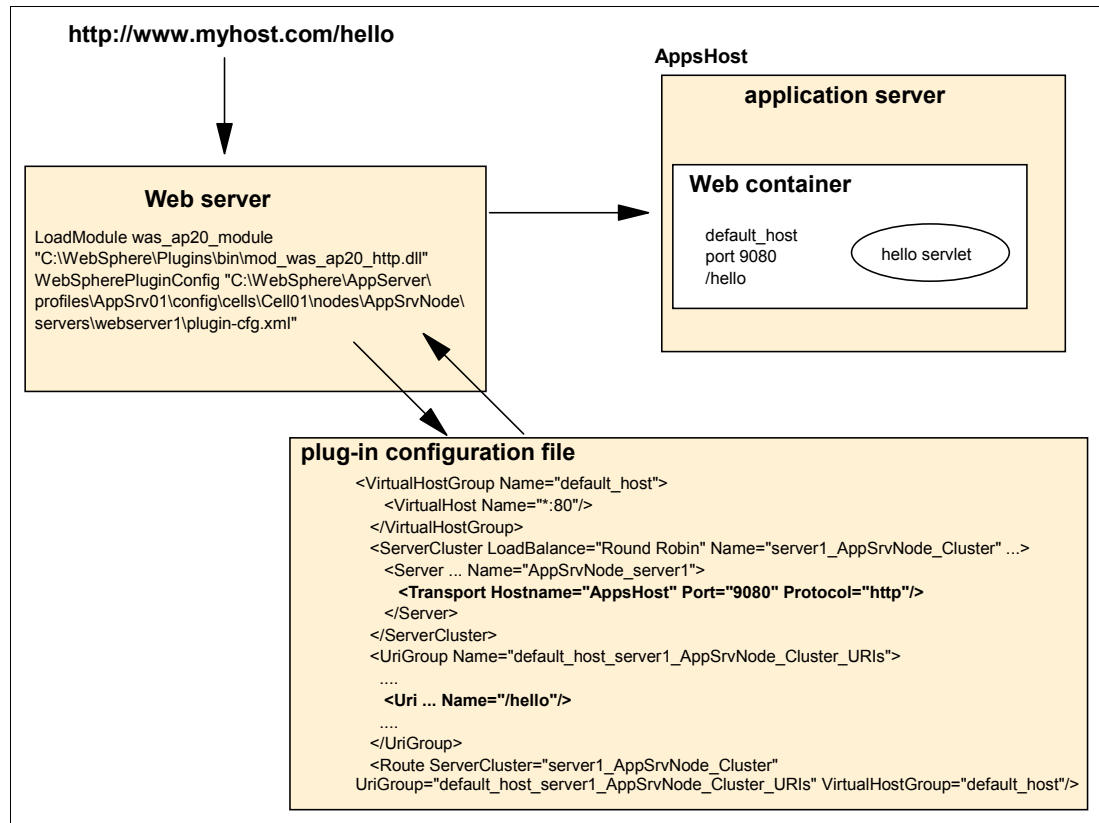 http://www.myhost.com/hello
AppsHost
application server
Web container
default_host
port 9080
/hello
hello servlet
Web server
LoadModule was_ap20_module
"C:\WebSphere\Plugins\bin\mod_was_ap20_http.dll"
WebSpherePluginConfig "C:\WebSphere\AppServer\
profiles\AppSrv01\config\cells\Cell01\nodes\AppSrvNode\
servers\webserver1\plugin-cfg.xml"
plug-in configuration file
<VirtualHostGroup Name="default_host">
<VirtualHost Name="*:80"/>
</VirtualHostGroup>
<ServerCluster LoadBalance="Round Robin" Name="server1_AppSrvNode_Cluster" ...>
<Server ... Name="AppSrvNode_server1">
<Transport Hostname="AppsHost" Port="9080" Protocol="http"/>
</Server>
</ServerCluster>
<UriGroup Name="default_host_server1_AppSrvNode_Cluster_URIs">
....
<Uri ... Name="/hello"/>
....
</UriGroup>
<Route ServerCluster="server1_AppSrvNode_Cluster"
UriGroup="default_host_server1_AppSrvNode_Cluster_URIs" VirtualHostGroup="default_host"/>